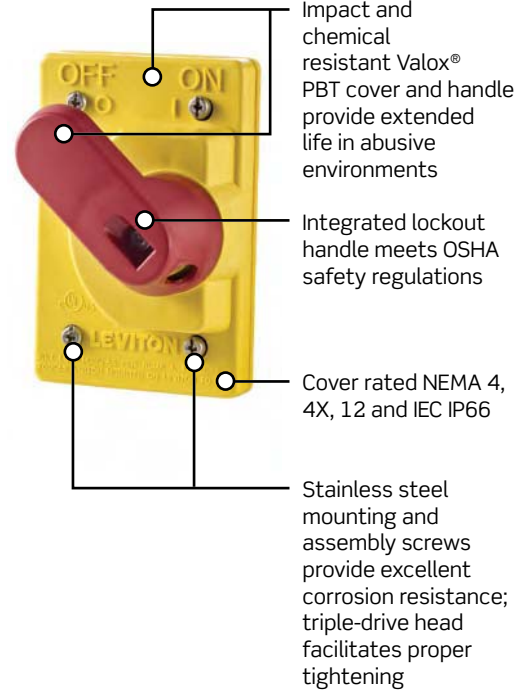 Impact and
chemical
resistant Valox®
PBT cover and handle
provide extended
life in abusive
environments
OFF ON
O I
Integrated lockout
handle meets OSHA
safety regulations
UL
LEVITON
Cover rated NEMA 4,
4X, 12 and IEC IP66
Stainless steel
mounting and
assembly screws
provide excellent
corrosion resistance;
triple-drive head
facilitates proper
tightening